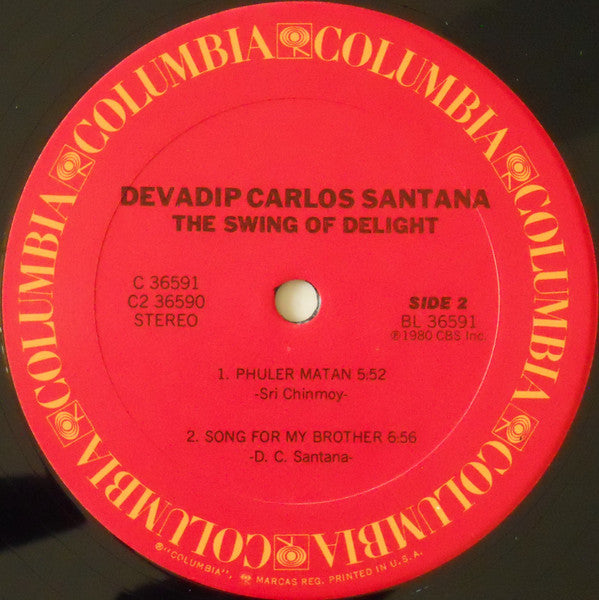 COLUMBIA COLUMBIA COLUMBIA COLUMBIA COLUMBIA COLUMBIA
DEVADIP CARLOS SANTANA
THE SWING OF DELIGHT
C 36591
C2 36590
STEREO
SIDE 2
BL 36591
℗1980 CBS Inc.
1. PHULER MATAN 5:52
-Sri Chinmoy-
2. SONG FOR MY BROTHER 6:56
-D. C. Santana-
®"COLUMBIA", MARCAS REG. PRINTED IN U.S.A.